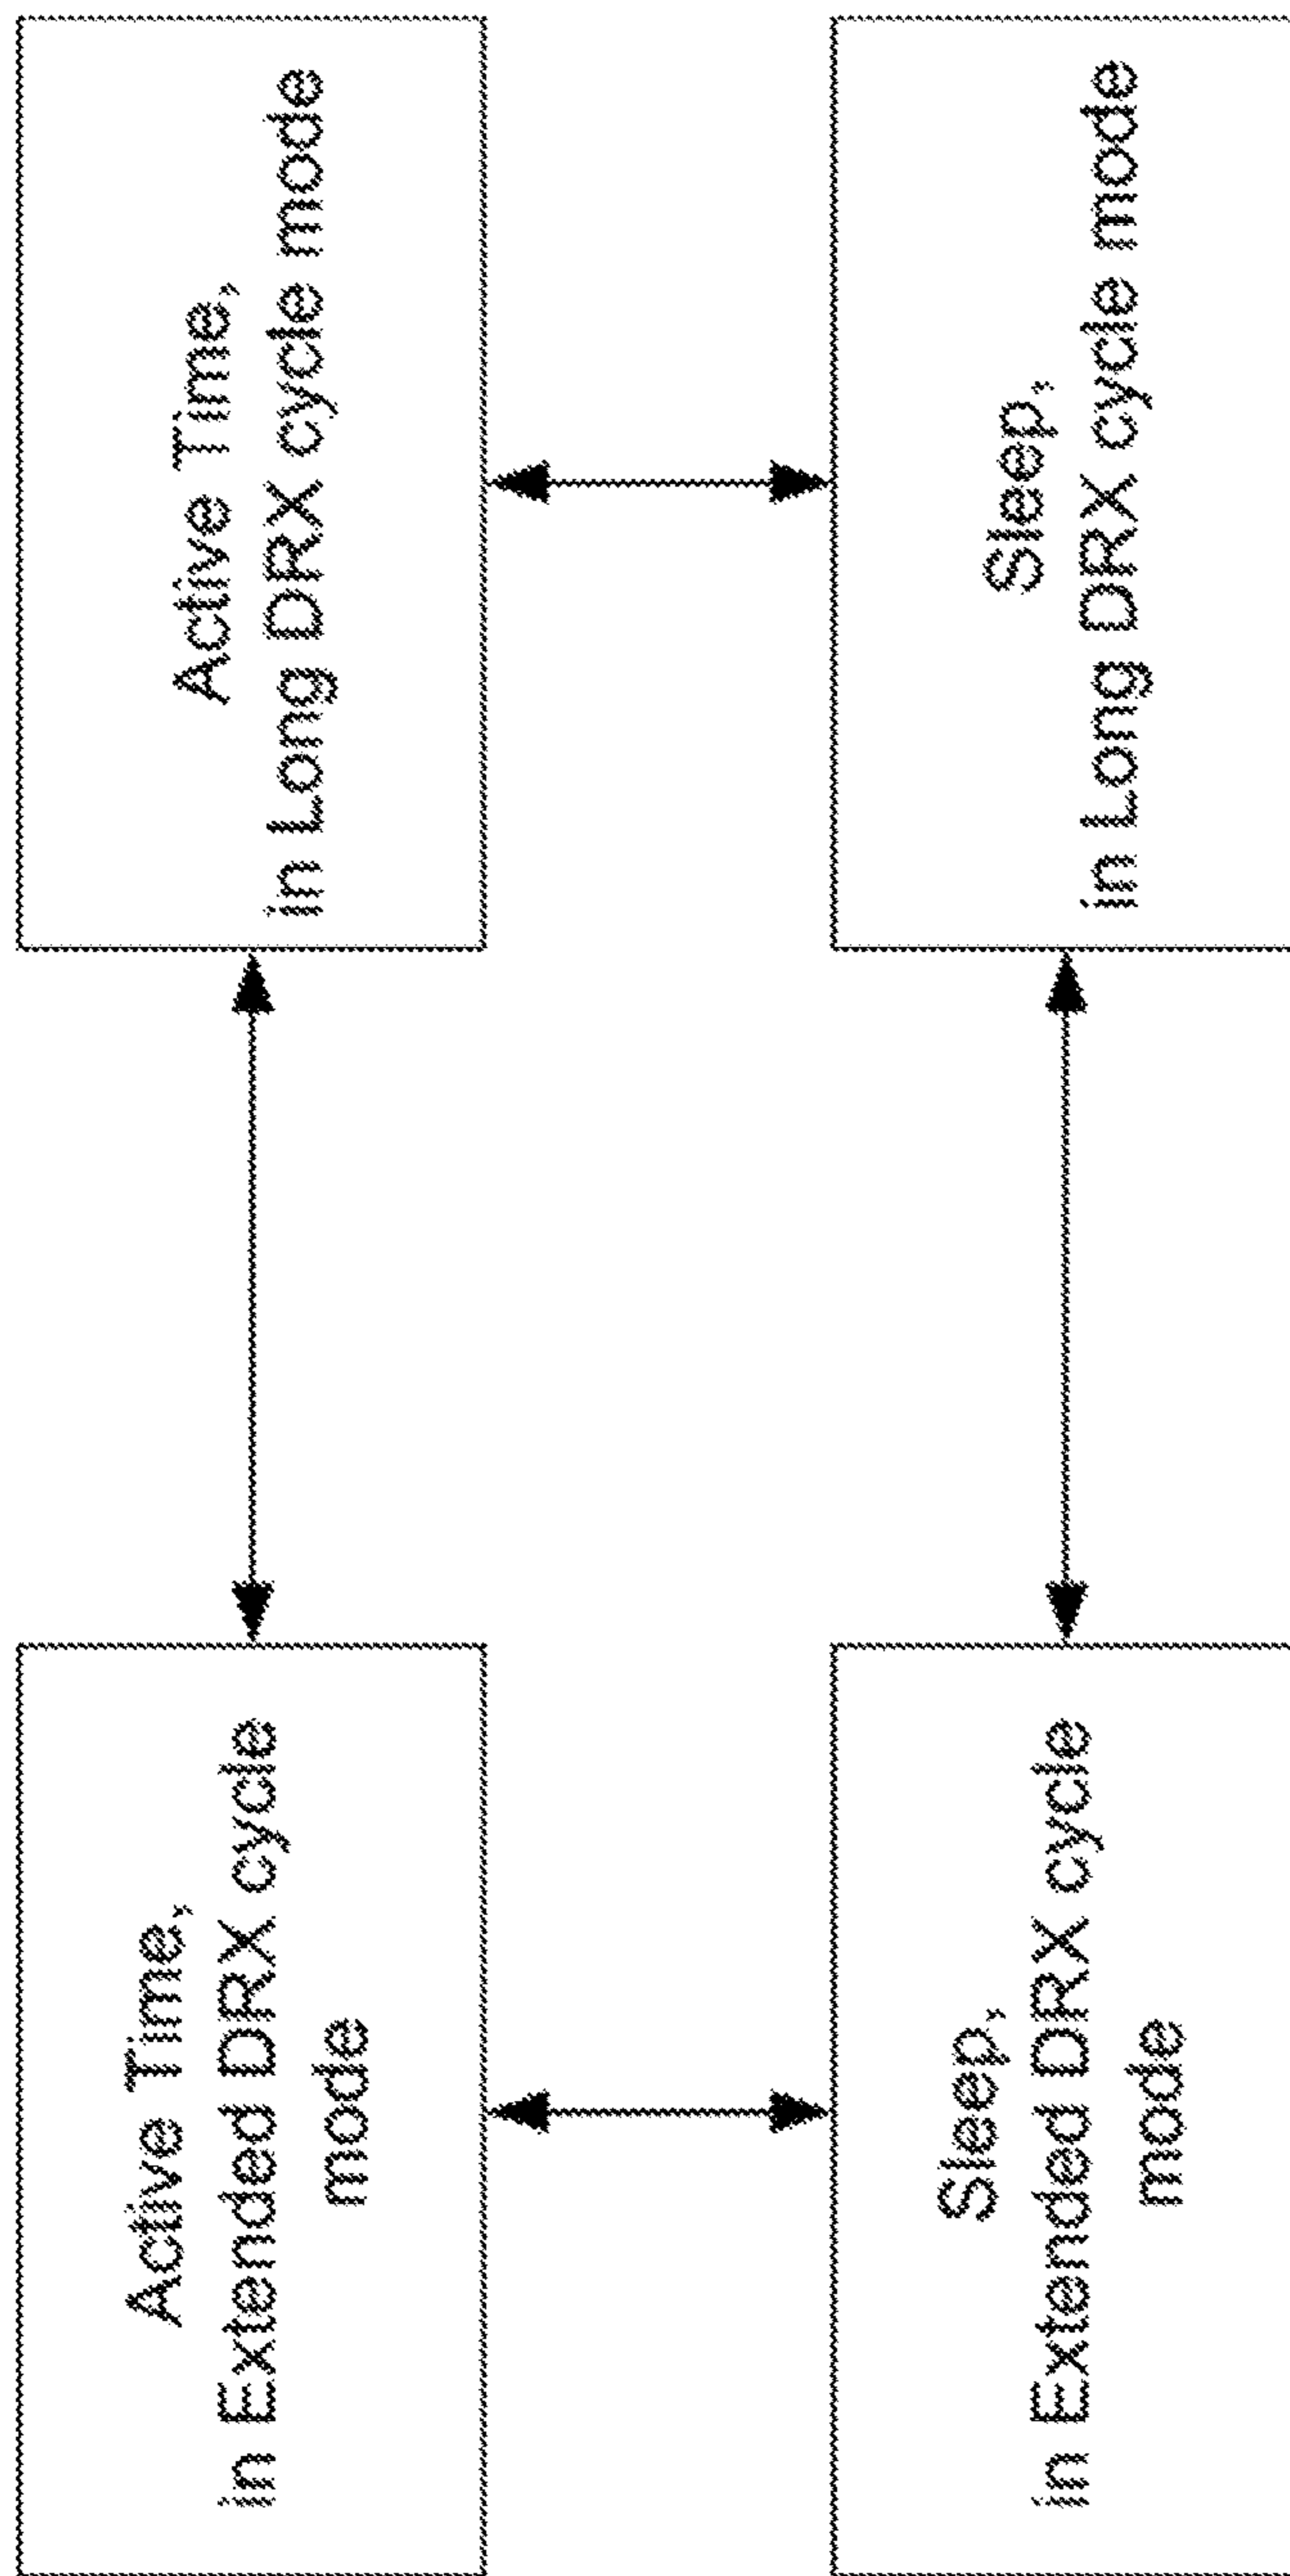 Active Time,
in Extended DRX cycle
mode
Active Time,
in Long DRX cycle mode
Sleep,
in Extended DRX cycle
mode
Sleep,
in Long DRX cycle mode